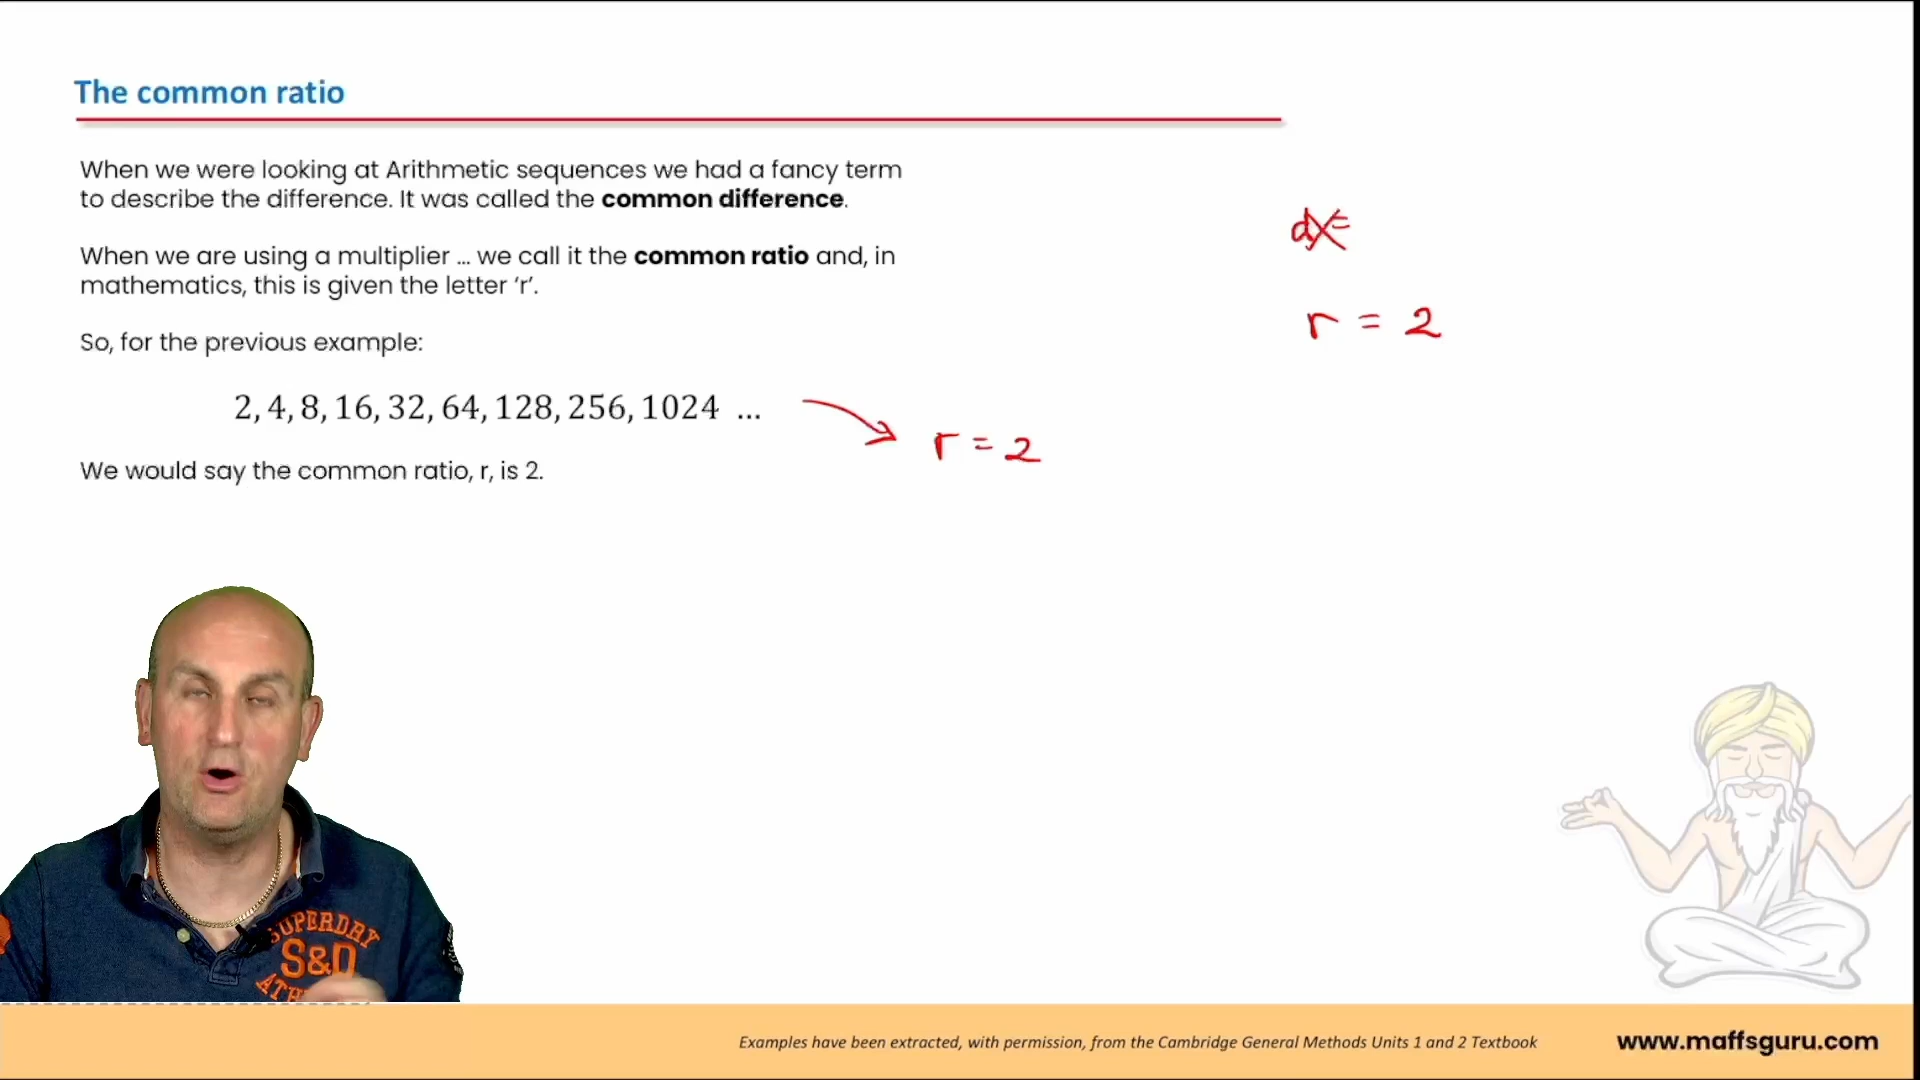 The common ratio
When we were looking at Arithmetic sequences we had a fancy term
to describe the difference. It was called the common difference.
When we are using a multiplier ... we call it the common ratio and, in
mathematics, this is given the letter ‘r’.
So, for the previous example:
2, 4, 8, 16, 32, 64, 128, 256, 1024 ...
We would say the common ratio, r, is 2.
d=
r = 2
r = 2
SUPERDRY
S&D
ATH
Examples have been extracted, with permission, from the Cambridge General Methods Units 1 and 2 Textbook
www.maffsguru.com